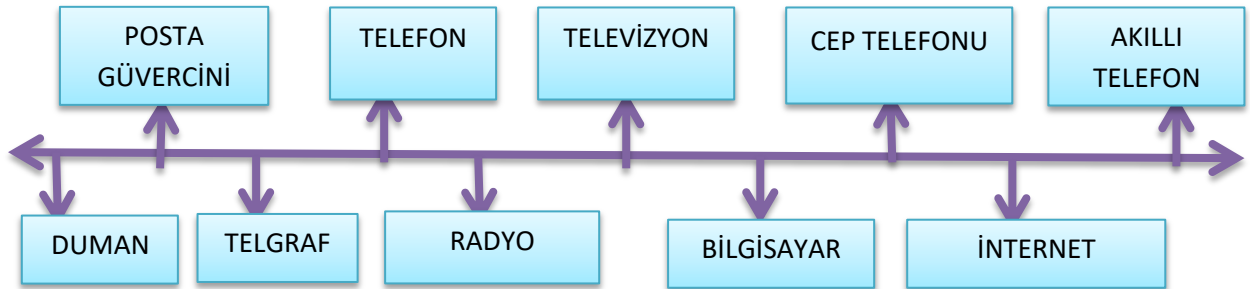 POSTA
GÜVERCİNİ
TELEFON
TELEVİZYON
CEP TELEFONU
AKILLI
TELEFON
DUMAN
TELGRAF
RADYO
BİLGİSAYAR
İNTERNET